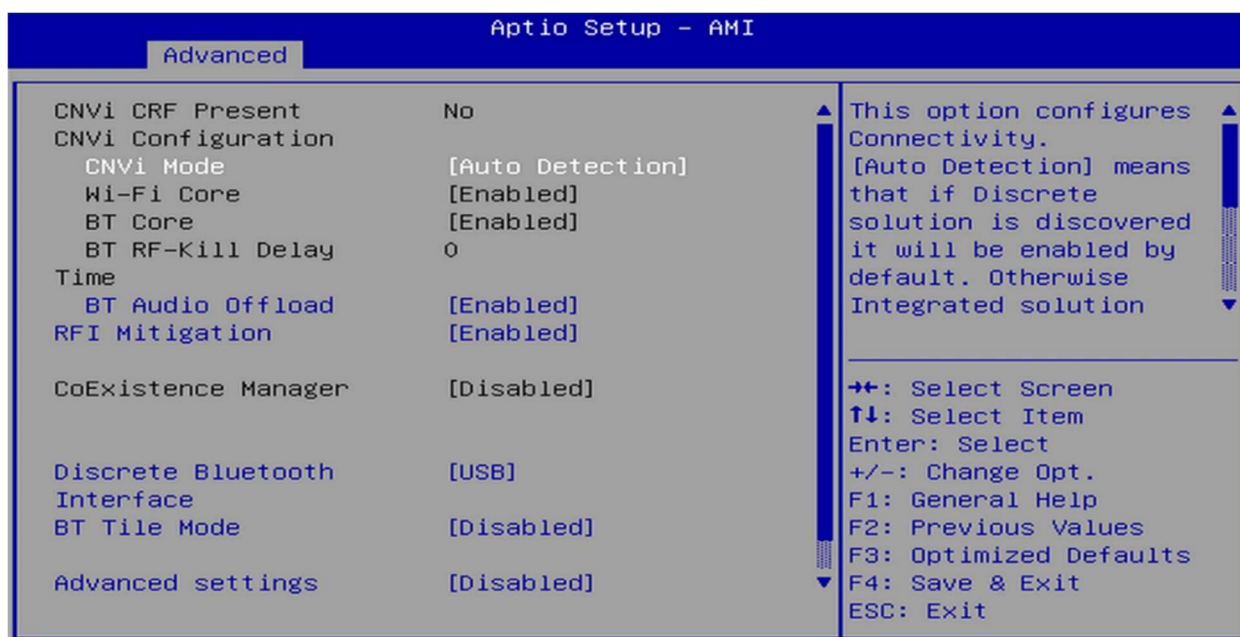 Aptio Setup – AMI
Advanced
CNVi CRF Present No
CNVi Configuration
CNVi Mode [Auto Detection]
Wi-Fi Core [Enabled]
BT Core [Enabled]
BT RF-Kill Delay 0
Time
BT Audio Offload [Enabled]
RFI Mitigation [Enabled]
CoExistence Manager [Disabled]
Discrete Bluetooth [USB]
Interface
BT Tile Mode [Disabled]
Advanced settings [Disabled]
This option configures
Connectivity.
[Auto Detection] means
that if Discrete
solution is discovered
it will be enabled by
default. Otherwise
Integrated solution
→←: Select Screen
↑↓: Select Item
Enter: Select
+/-: Change Opt.
F1: General Help
F2: Previous Values
F3: Optimized Defaults
F4: Save & Exit
ESC: Exit